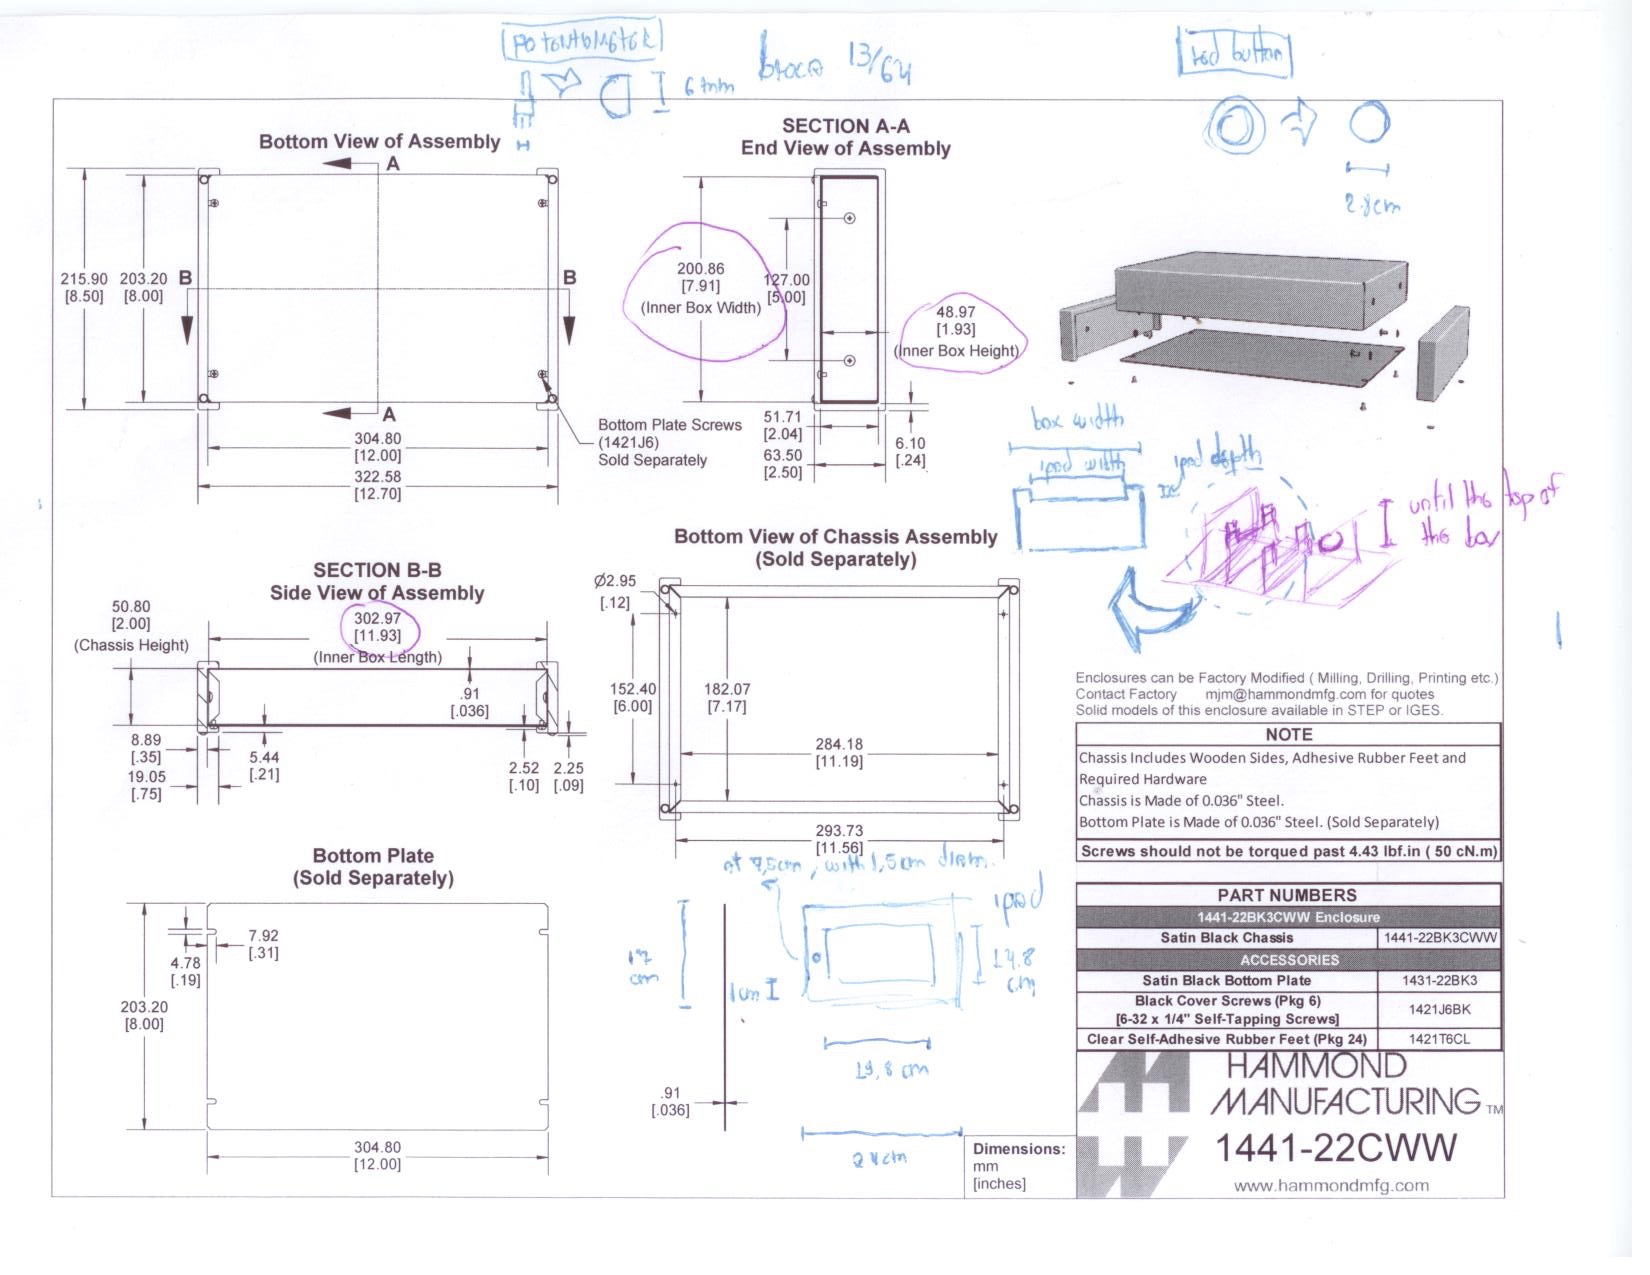 POTENTIOMETER
6 mm
broca 13/64
red button
2.8cm
Bottom View of Assembly
A
215.90
[8.50]
203.20
[8.00]
B
B
A
304.80
[12.00]
322.58
[12.70]
Bottom Plate Screws
(1421J6)
Sold Separately
SECTION A-A
End View of Assembly
200.86
[7.91]
(Inner Box Width)
127.00
[5.00]
48.97
[1.93]
(Inner Box Height)
51.71
[2.04]
63.50
[2.50]
6.10
[.24]
box width
ipad width
ipad depth
until the top of
the box
SECTION B-B
Side View of Assembly
50.80
[2.00]
(Chassis Height)
302.97
[11.93]
(Inner Box Length)
.91
[.036]
8.89
[.35]
19.05
[.75]
5.44
[.21]
2.52
[.10]
2.25
[.09]
Bottom View of Chassis Assembly
(Sold Separately)
Ø2.95
[.12]
152.40
[6.00]
182.07
[7.17]
284.18
[11.19]
293.73
[11.56]
Enclosures can be Factory Modified ( Milling, Drilling, Printing etc.)
Contact Factory mjm@hammondmfg.com for quotes
Solid models of this enclosure available in STEP or IGES.
NOTE
Chassis Includes Wooden Sides, Adhesive Rubber Feet and
Required Hardware
Chassis is Made of 0.036" Steel.
Bottom Plate is Made of 0.036" Steel. (Sold Separately)
Screws should not be torqued past 4.43 lbf.in ( 50 cN.m)
Bottom Plate
(Sold Separately)
7.92
[.31]
4.78
[.19]
203.20
[8.00]
304.80
[12.00]
at 7,5cm, with 1,5cm diam.
ipad
17
cm
1cm
14.8
cm
19,8 cm
.91
[.036]
24cm
PART NUMBERS
1441-22BK3CWW Enclosure
Satin Black Chassis 1441-22BK3CWW
ACCESSORIES
Satin Black Bottom Plate 1431-22BK3
Black Cover Screws (Pkg 6)
[6-32 x 1/4" Self-Tapping Screws] 1421J6BK
Clear Self-Adhesive Rubber Feet (Pkg 24) 1421T6CL
HAMMOND
MANUFACTURING TM
1441-22CWW
www.hammondmfg.com
Dimensions:
mm
[inches]